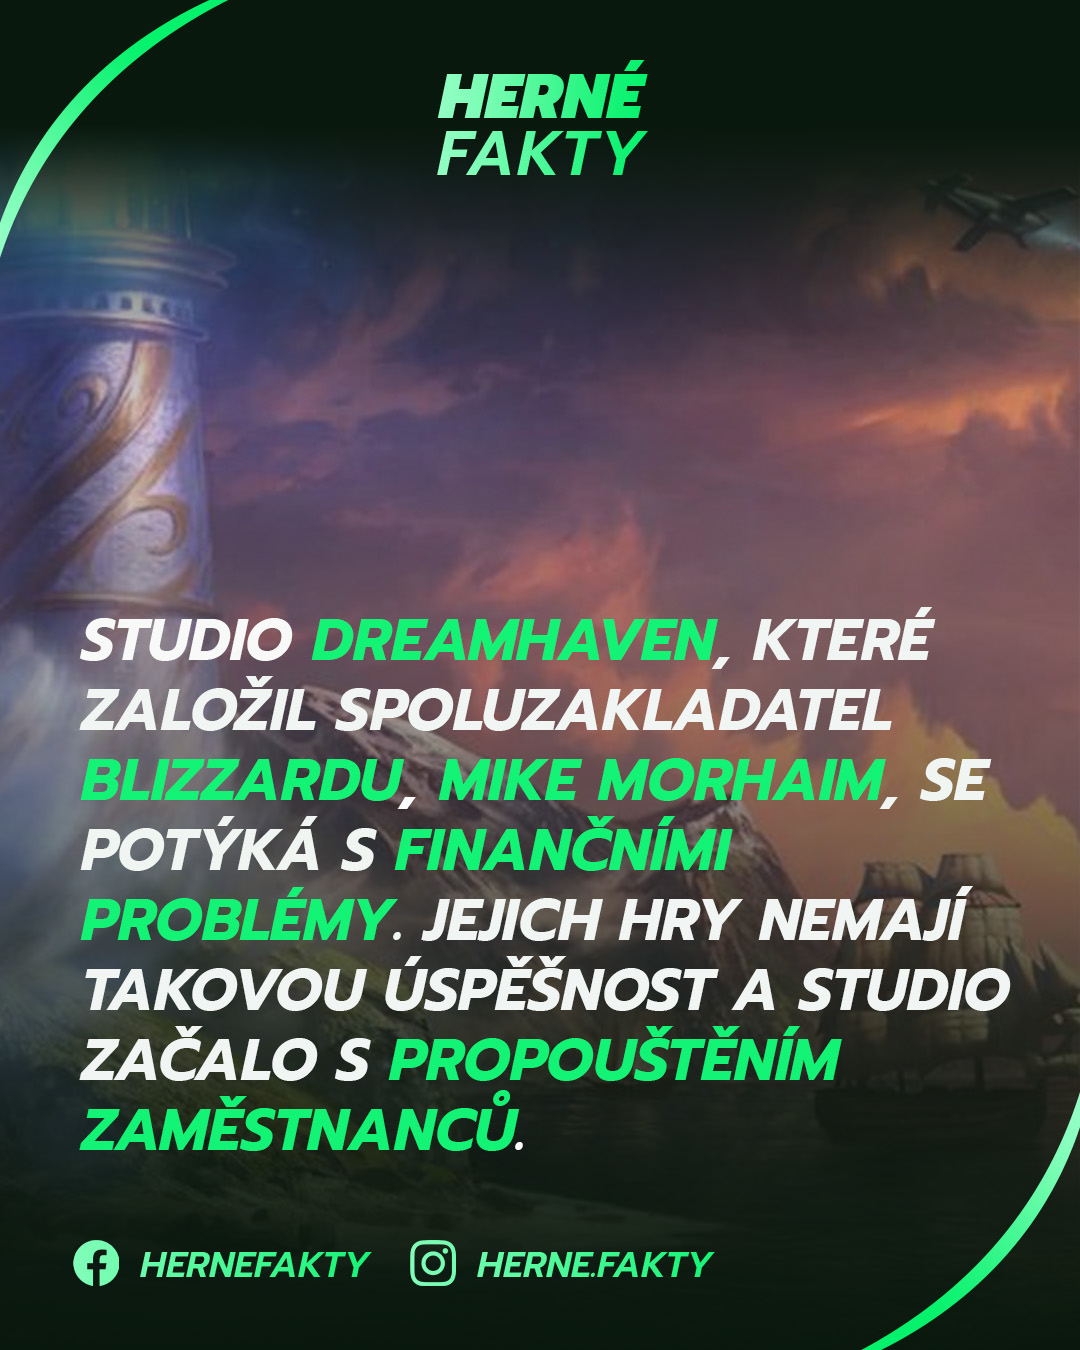 HERNÉ
FAKTY
STUDIO DREAMHAVEN, KTERÉ
ZALOŽIL SPOLUZAKLADATEL
BLIZZARDU, MIKE MORHAIM, SE
POTÝKÁ S FINANČNÍMI
PROBLÉMY. JEJICH HRY NEMAJÍ
TAKOVOU ÚSPĚŠNOST A STUDIO
ZAČALO S PROPOUŠTĚNÍM
ZAMĚSTNANCŮ.
HERNEFAKTY HERNE.FAKTY